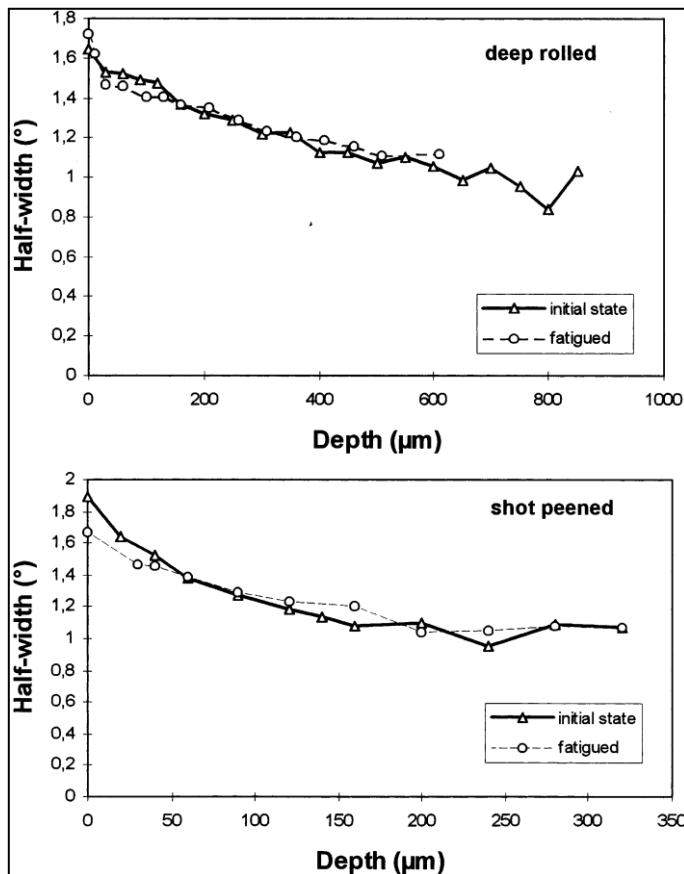 1,8
deep rolled
1,6
1,4
1,2
1
0,8
0,6
0,4
0,2
0
Half-width (°)
initial state
fatigued
0 200 400 600 800 1000
Depth (µm)
2
shot peened
1,8
1,6
1,4
1,2
1
0,8
0,6
0,4
0,2
0
Half-width (°)
initial state
fatigued
0 50 100 150 200 250 300 350
Depth (µm)